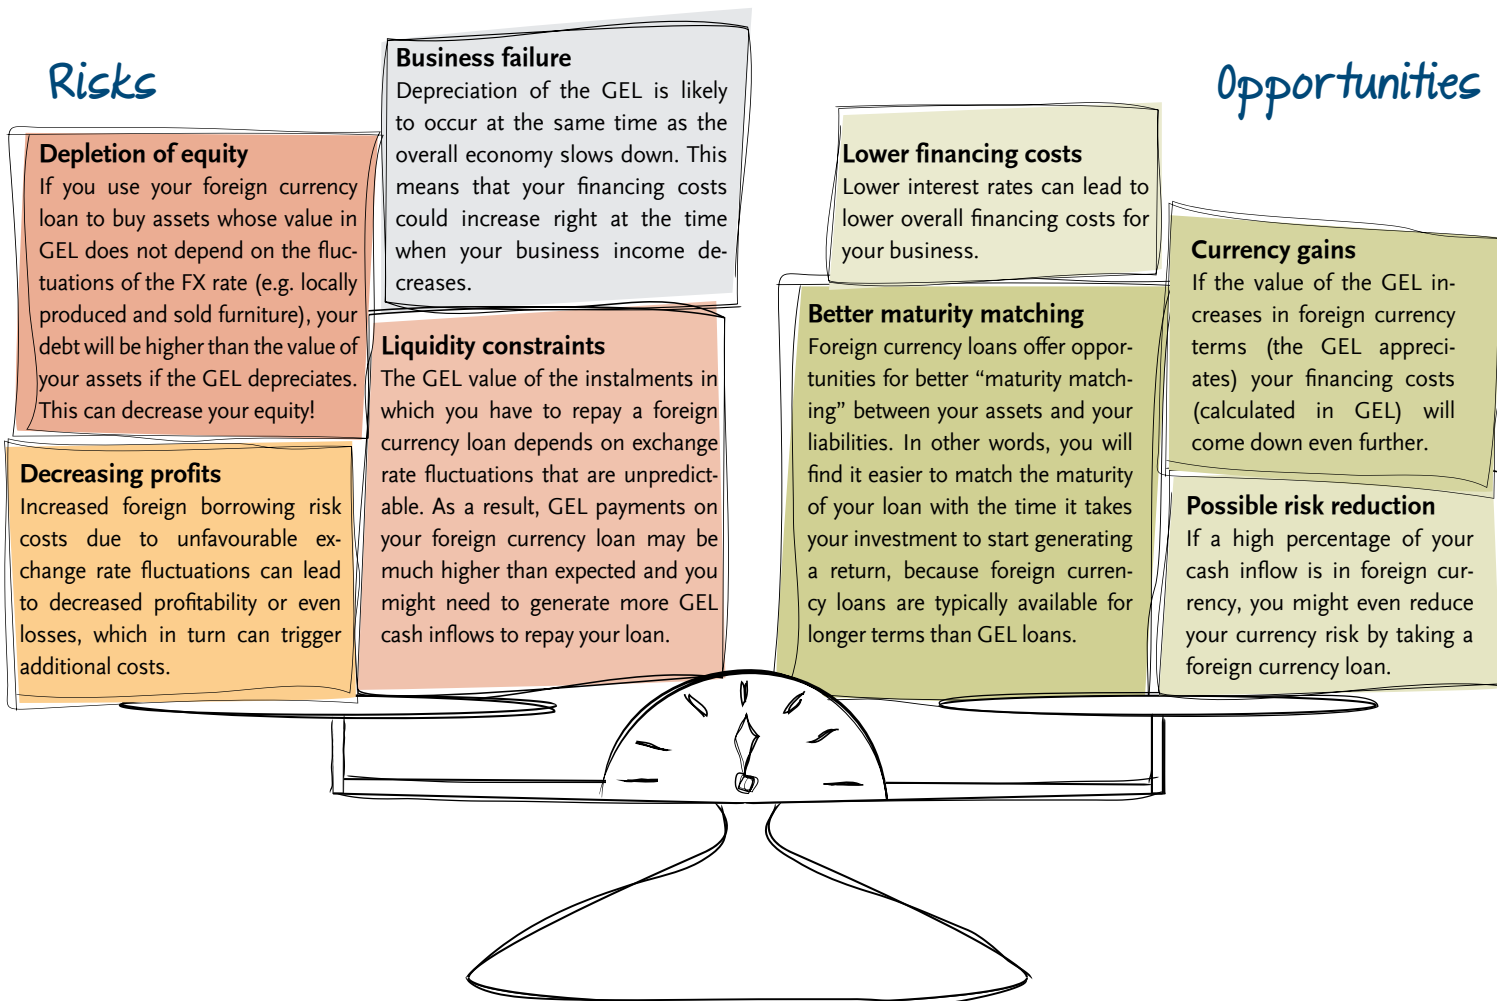 Risks
Business failure
Depreciation of the GEL is likely
to occur at the same time as the
overall economy slows down. This
means that your financing costs
could increase right at the time
when your business income de-
creases.
Depletion of equity
If you use your foreign currency
loan to buy assets whose value in
GEL does not depend on the fluc-
tuations of the FX rate (e.g. locally
produced and sold furniture), your
debt will be higher than the value of
your assets if the GEL depreciates.
This can decrease your equity!
Liquidity constraints
The GEL value of the instalments in
which you have to repay a foreign
currency loan depends on exchange
rate fluctuations that are unpredict-
able. As a result, GEL payments on
your foreign currency loan may be
much higher than expected and you
might need to generate more GEL
cash inflows to repay your loan.
Decreasing profits
Increased foreign borrowing risk
costs due to unfavourable ex-
change rate fluctuations can lead
to decreased profitability or even
losses, which in turn can trigger
additional costs.
Opportunities
Lower financing costs
Lower interest rates can lead to
lower overall financing costs for
your business.
Better maturity matching
Foreign currency loans offer oppor-
tunities for better “maturity match-
ing” between your assets and your
liabilities. In other words, you will
find it easier to match the maturity
of your loan with the time it takes
your investment to start generating
a return, because foreign curren-
cy loans are typically available for
longer terms than GEL loans.
Currency gains
If the value of the GEL in-
creases in foreign currency
terms (the GEL appreci-
ates) your financing costs
(calculated in GEL) will
come down even further.
Possible risk reduction
If a high percentage of your
cash inflow is in foreign cur-
rency, you might even reduce
your currency risk by taking a
foreign currency loan.